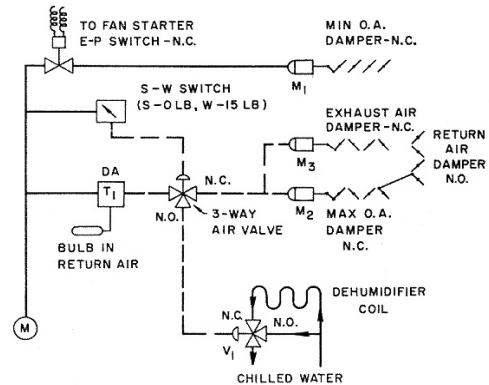 TO FAN STARTER
E-P SWITCH-N.C.
MIN O.A.
DAMPER-N.C.
M1
S-W SWITCH
(S-0 LB, W-15 LB)
EXHAUST AIR
DAMPER-N.C.
RETURN
AIR
DAMPER
N.O.
M3
DA
T1
N.C.
N.O.
3-WAY
AIR VALVE
M2
MAX O.A.
DAMPER
N.C.
BULB IN
RETURN AIR
M
DEHUMIDIFIER
COIL
N.C.
N.O.
V1
CHILLED WATER